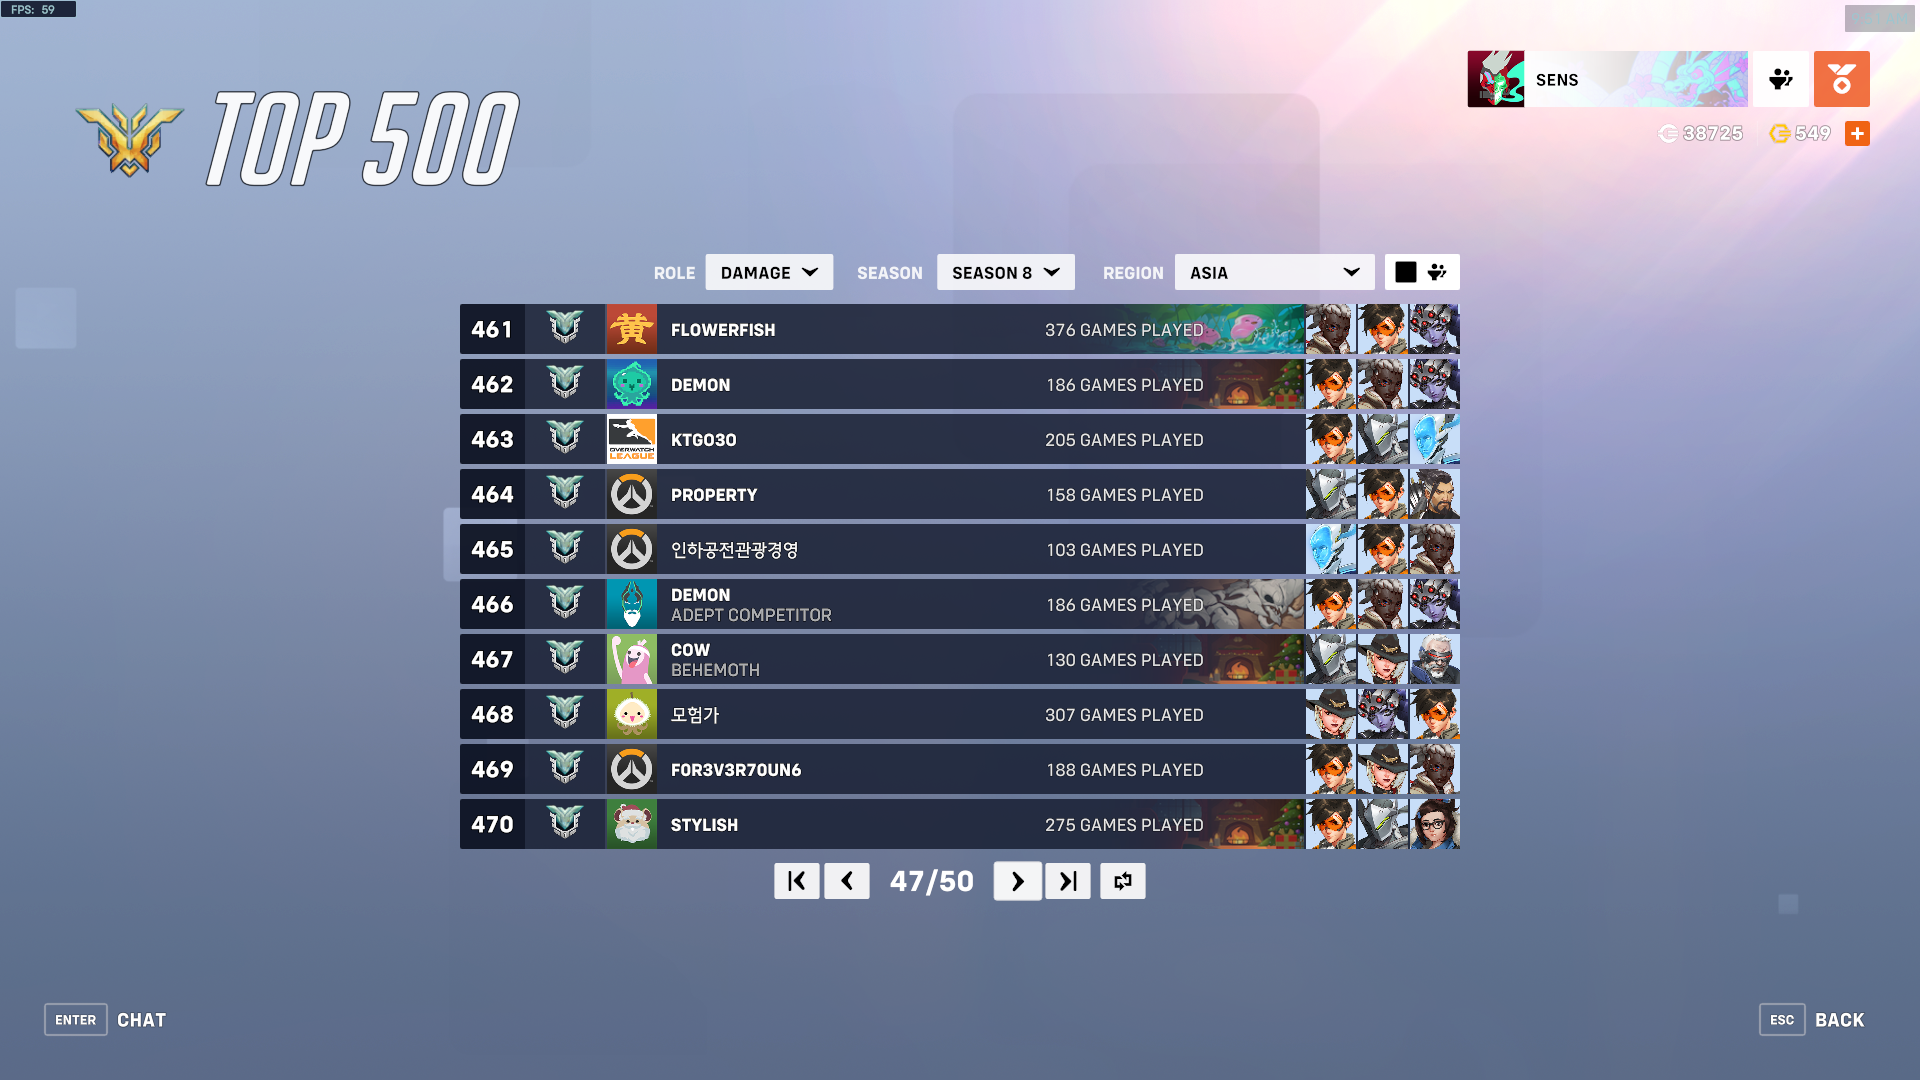 FPS: 59
TOP 500
SENS
38725
549
ROLE
DAMAGE
SEASON
SEASON 8
REGION
ASIA
461 FLOWERFISH 376 GAMES PLAYED
462 DEMON 186 GAMES PLAYED
463 OVERWATCH LEAGUE KTGO3O 205 GAMES PLAYED
464 PROPERTY 158 GAMES PLAYED
465 인하공전관광경영 103 GAMES PLAYED
466 DEMON 186 GAMES PLAYED
ADEPT COMPETITOR
467 COW 130 GAMES PLAYED
BEHEMOTH
468 모험가 307 GAMES PLAYED
469 F0R3V3R70UN6 188 GAMES PLAYED
470 STYLISH 275 GAMES PLAYED
47/50
ENTER CHAT
ESC BACK